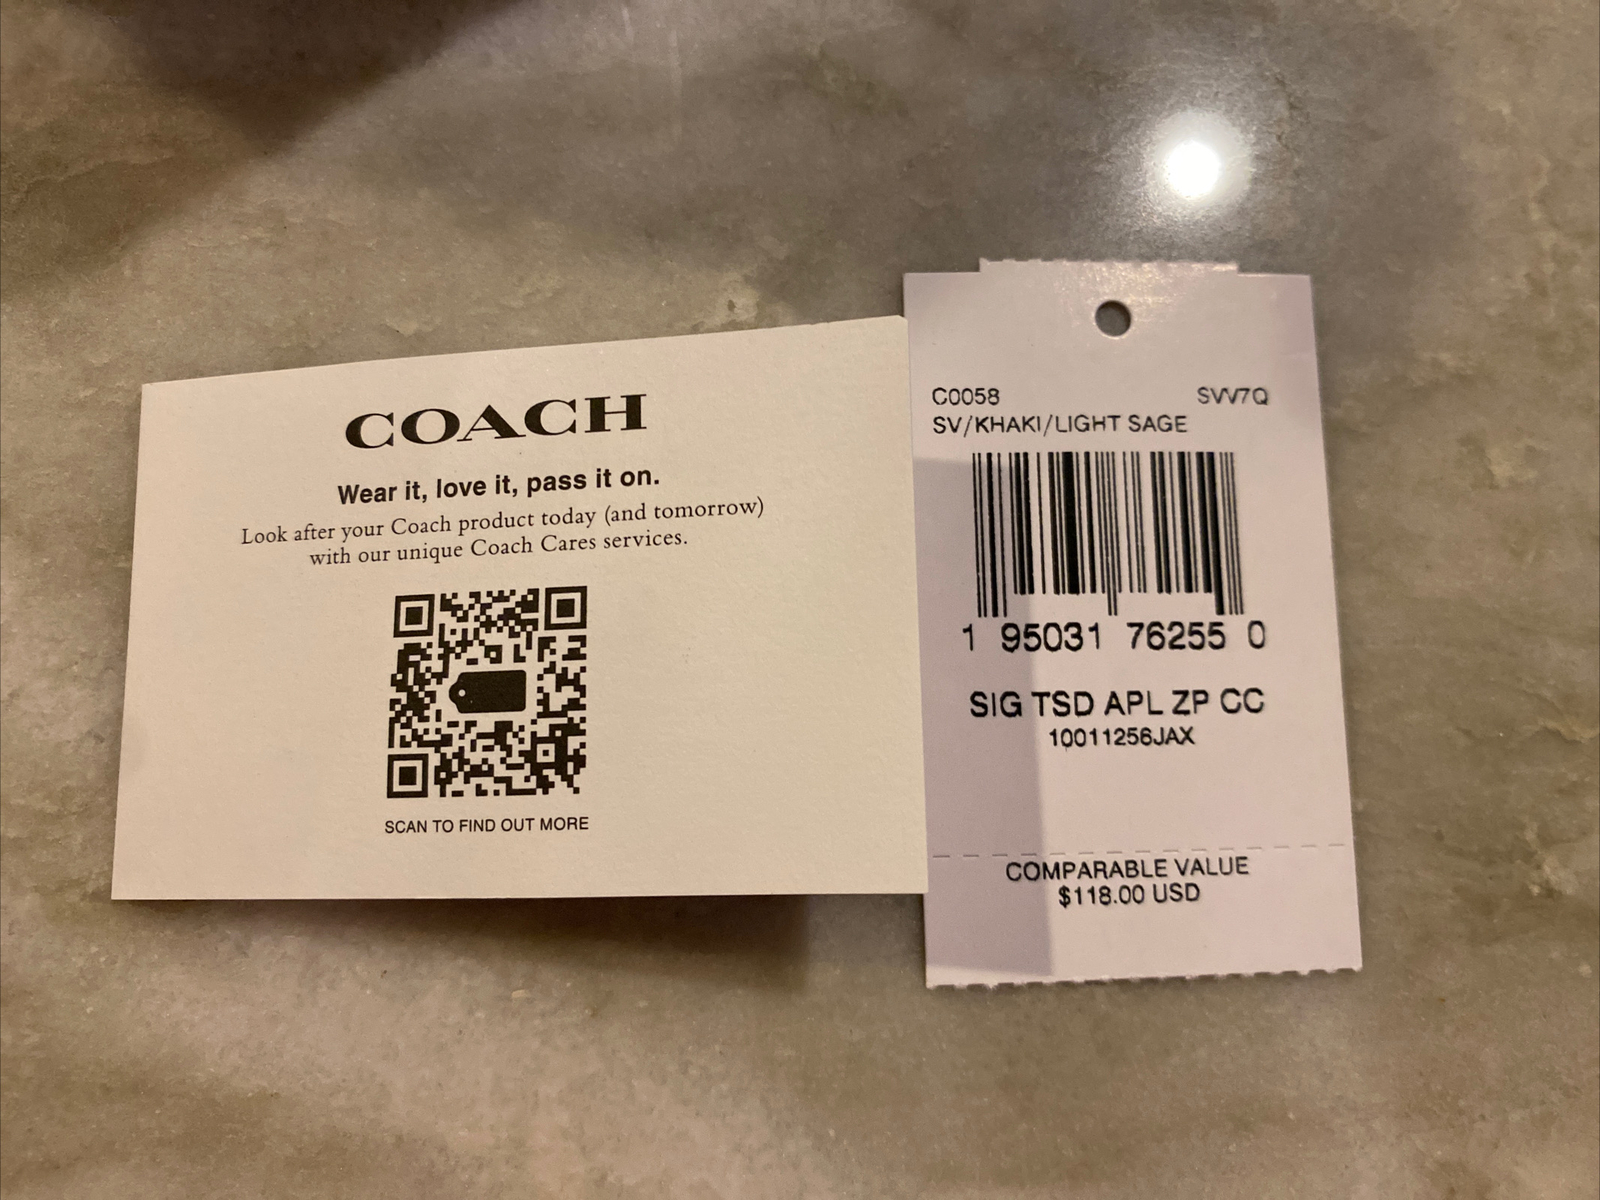 COACH
Wear it, love it, pass it on.
Look after your Coach product today (and tomorrow)
with our unique Coach Cares services.
SCAN TO FIND OUT MORE
C0058 SVV7Q
SV/KHAKI/LIGHT SAGE
1 95031 76255 0
SIG TSD APL ZP CC
10011256JAX
COMPARABLE VALUE
$118.00 USD